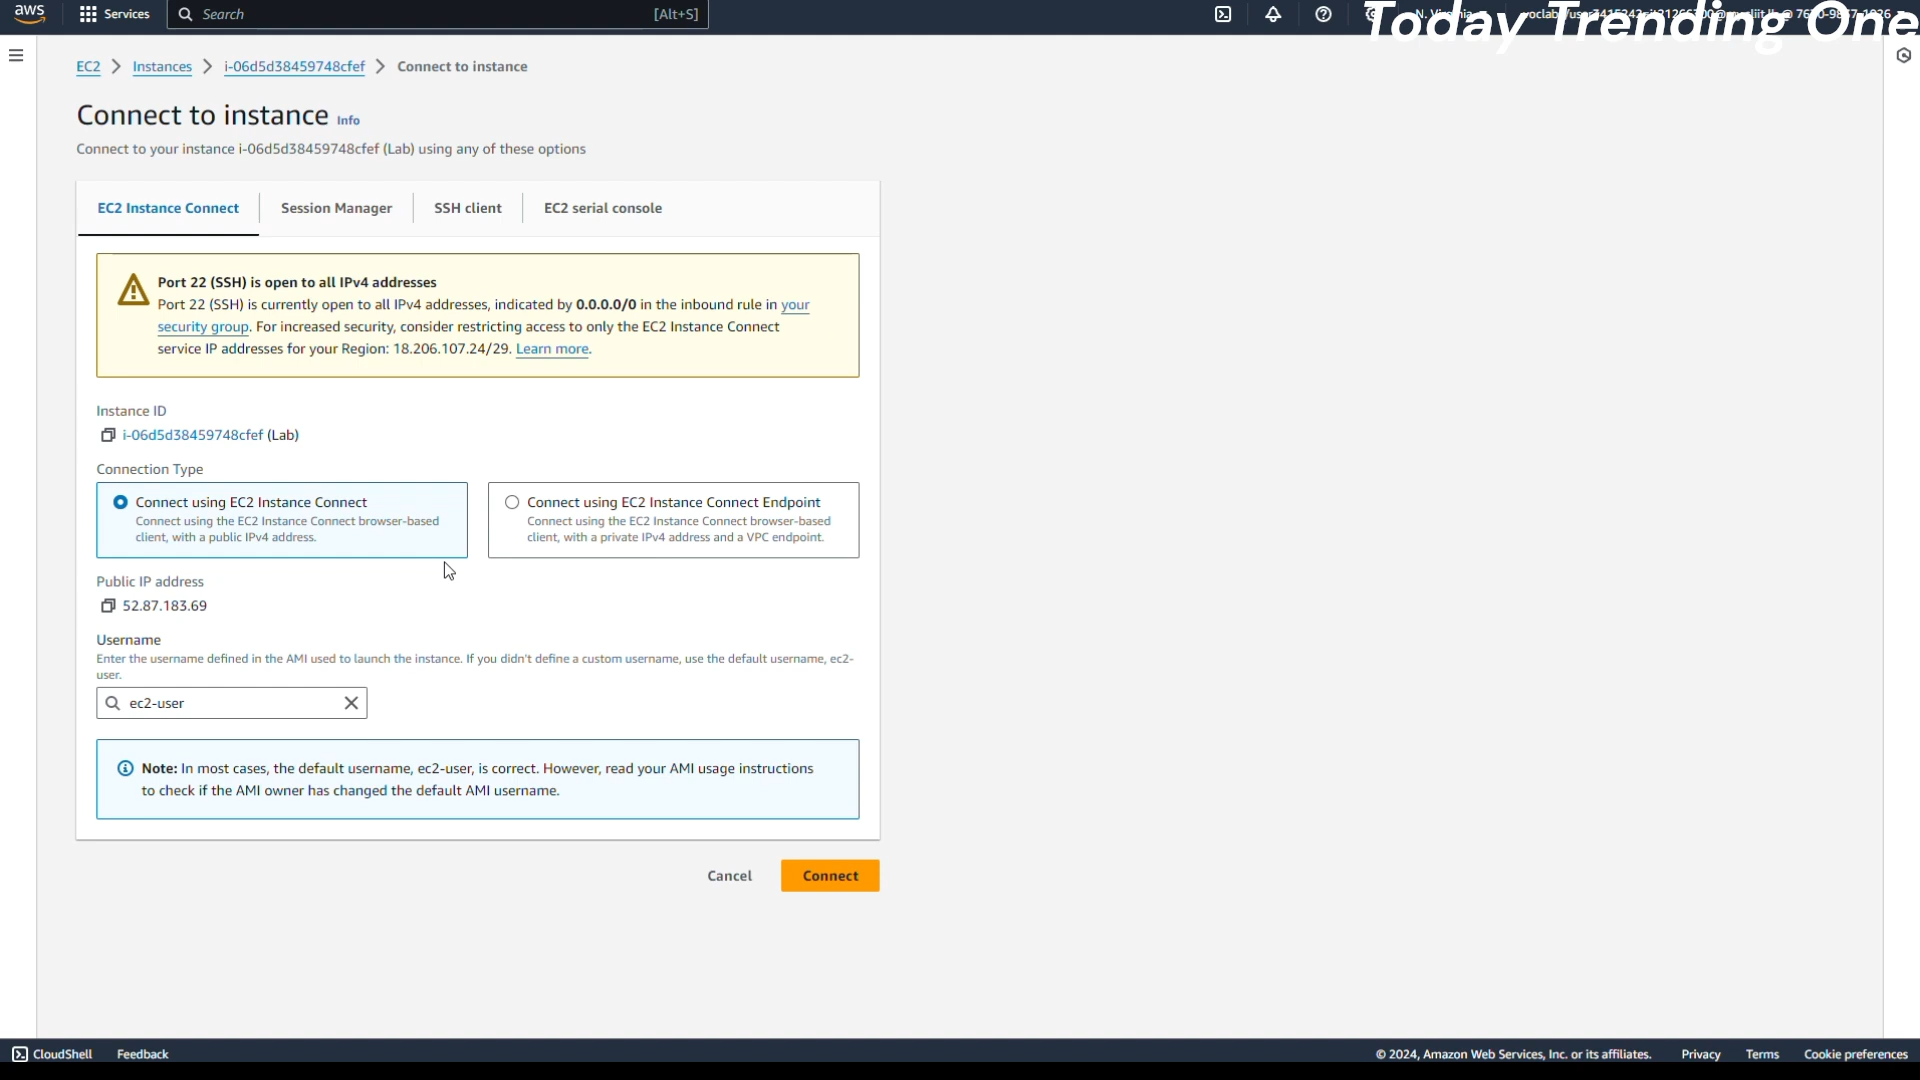 aws Services Search [Alt+S]
Today Trending One
EC2 Instances i-06d5d38459748cfef Connect to instance
Connect to instance Info
Connect to your instance i-06d5d38459748cfef (Lab) using any of these options
EC2 Instance Connect Session Manager SSH client EC2 serial console
Port 22 (SSH) is open to all IPv4 addresses
Port 22 (SSH) is currently open to all IPv4 addresses, indicated by 0.0.0.0/0 in the inbound rule in your
security group. For increased security, consider restricting access to only the EC2 Instance Connect
service IP addresses for your Region: 18.206.107.24/29. Learn more.
Instance ID
i-06d5d38459748cfef (Lab)
Connection Type
Connect using EC2 Instance Connect
Connect using the EC2 Instance Connect browser-based
client, with a public IPv4 address.
Connect using EC2 Instance Connect Endpoint
Connect using the EC2 Instance Connect browser-based
client, with a private IPv4 address and a VPC endpoint.
Public IP address
52.87.183.69
Username
Enter the username defined in the AMI used to launch the instance. If you didn't define a custom username, use the default username, ec2-
user.
ec2-user
Note: In most cases, the default username, ec2-user, is correct. However, read your AMI usage instructions
to check if the AMI owner has changed the default AMI username.
Cancel Connect
CloudShell Feedback © 2024, Amazon Web Services, Inc. or its affiliates. Privacy Terms Cookie preferences